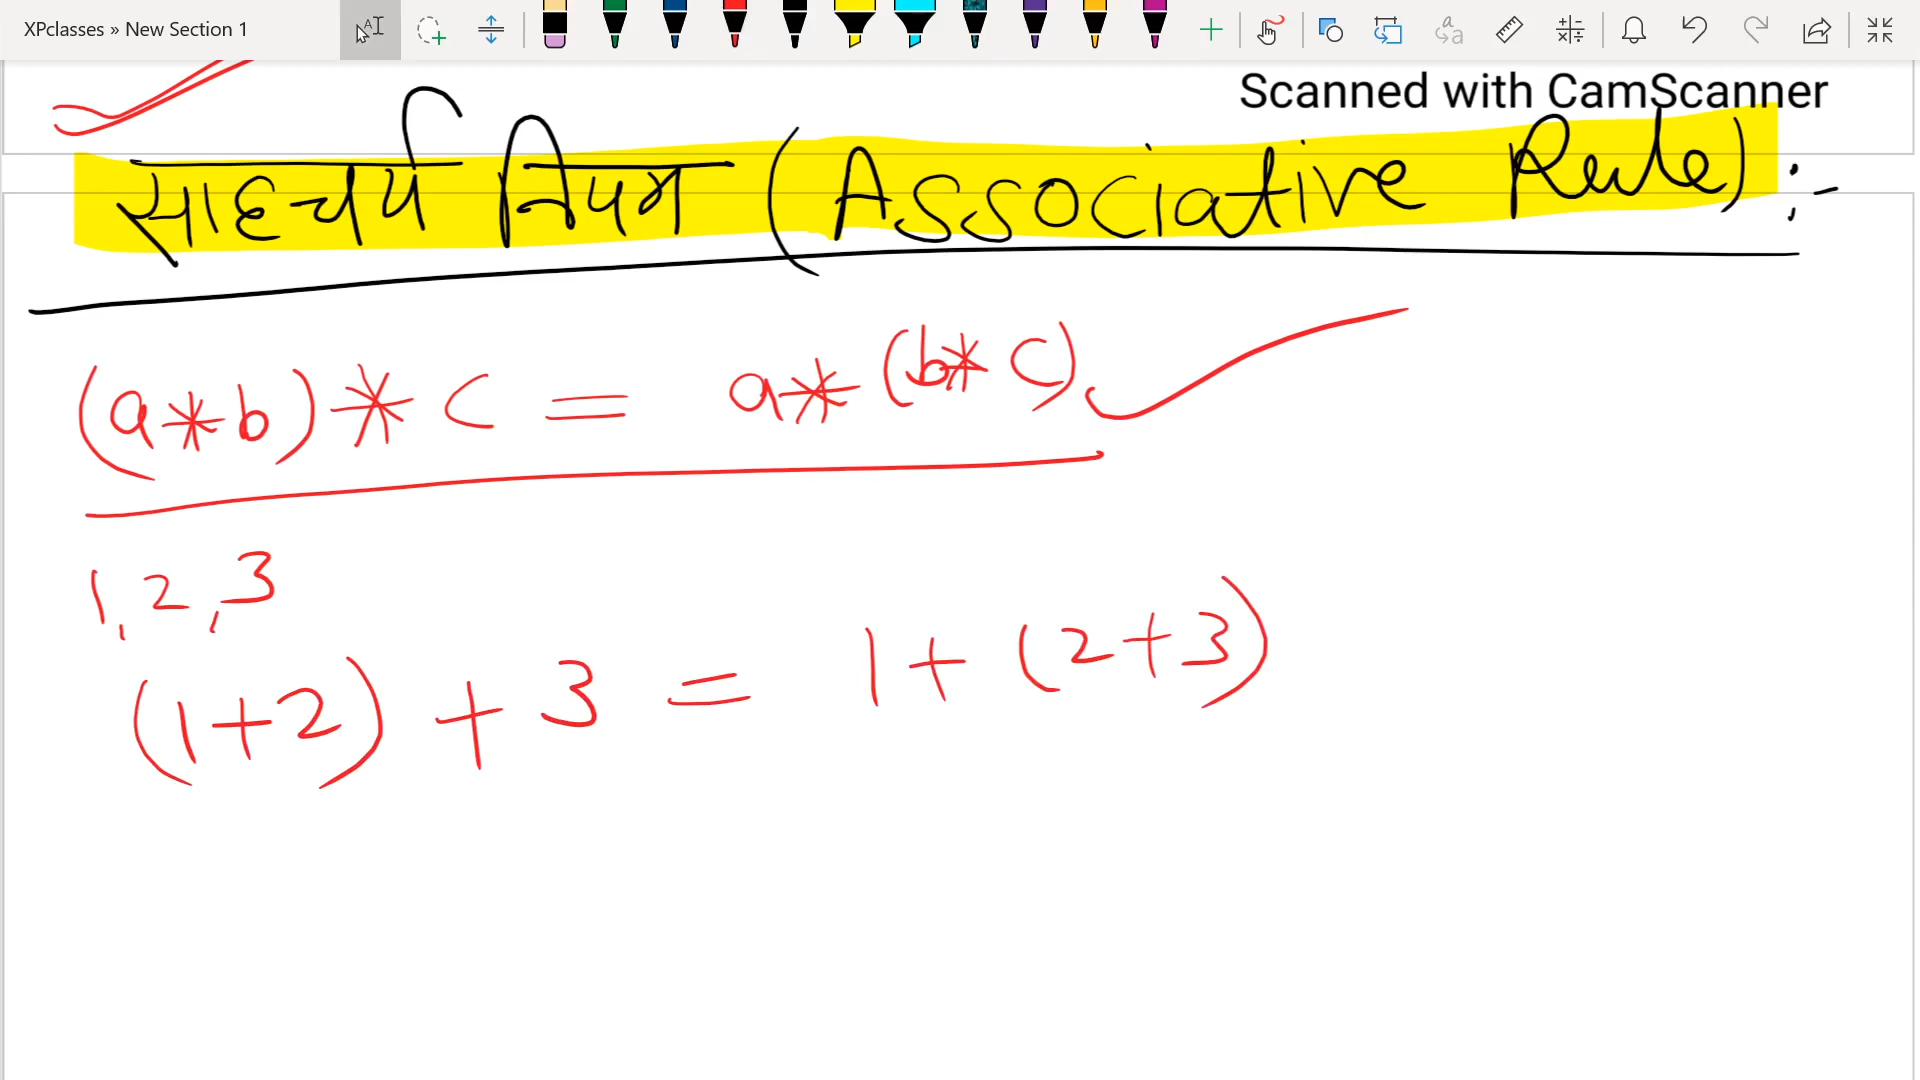 XPclasses » New Section 1
Scanned with CamScanner
साहचर्य नियम (Associative Rule) :-
(a*b)*c = a*(b*c)
1,2,3
(1+2)+3 = 1+(2+3)